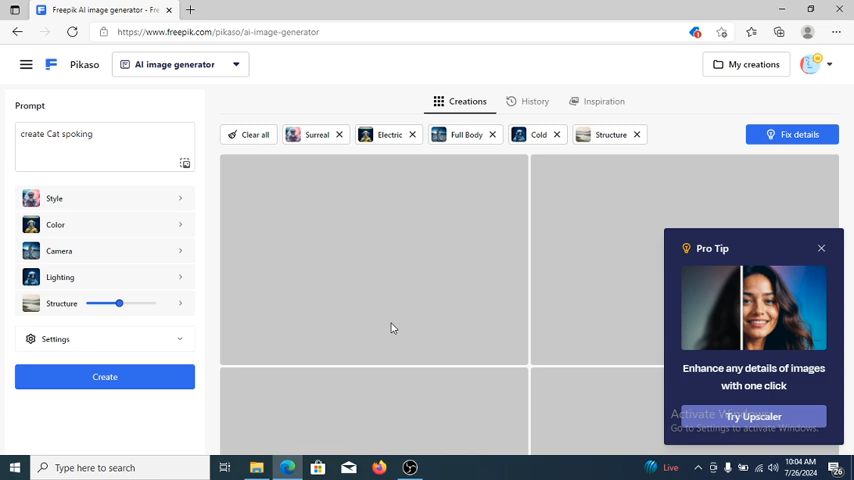 Freepik AI image generator - Fre
https://www.freepik.com/pikaso/ai-image-generator
Pikaso
AI image generator
My creations
Prompt
create Cat spoking
Style
Color
Camera
Lighting
Structure
Settings
Create
Creations
History
Inspiration
Clear all
Surreal
Electric
Full Body
Cold
Structure
Fix details
Pro Tip
Enhance any details of images
with one click
Try Upscaler
Activate Windows
Go to Settings to activate Windows.
Type here to search
Live
10:04 AM
7/26/2024
26